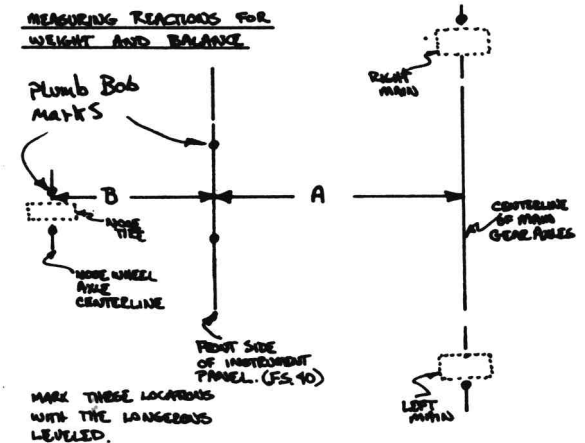 MEASURING REACTIONS FOR
WEIGHT AND BALANCE
Plumb Bob
Marks
RIGHT
MAIN
B
A
NOSE
TIRE
CENTERLINE
OF MAIN
GEAR AXLES
NOSE WHEEL
AXLE
CENTERLINE
FRONT SIDE
OF INSTRUMENT
PANEL. (F.S. 40)
LEFT
MAIN
MARK THESE LOCATIONS
WITH THE LONGERONS
LEVELED.